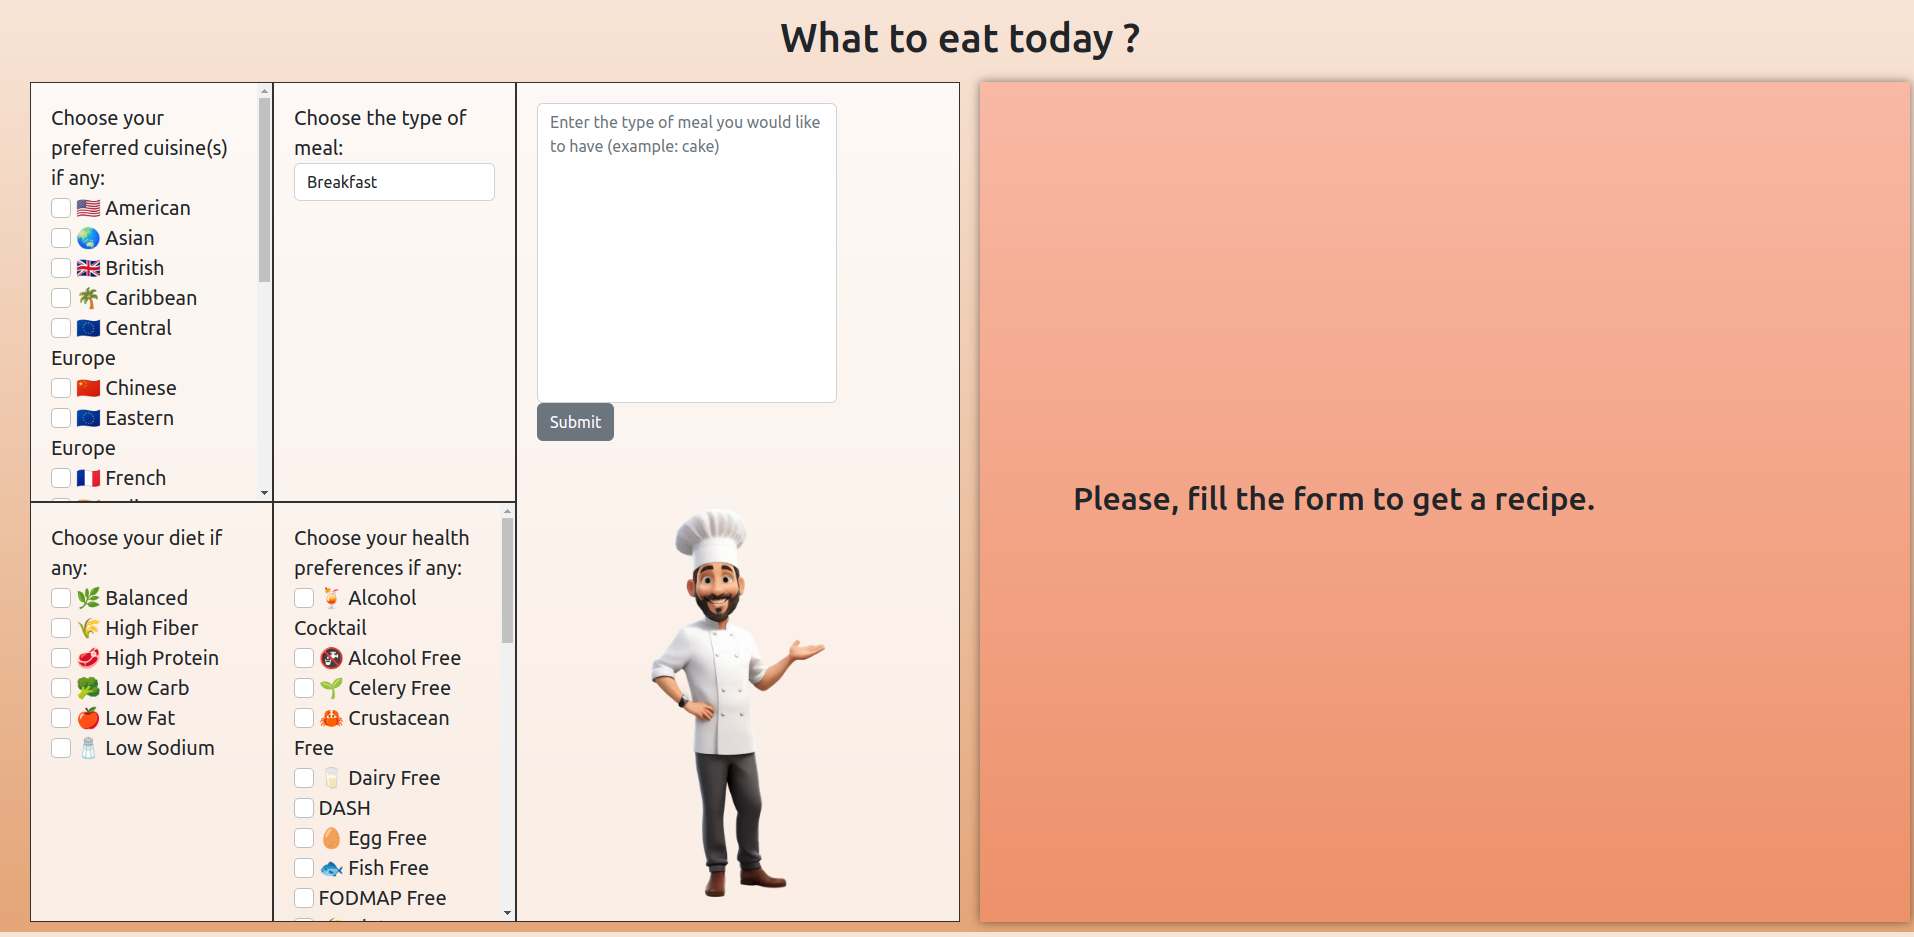 What to eat today ?
Choose your
preferred cuisine(s)
if any:
American
Asian
British
Caribbean
Central
Europe
Chinese
Eastern
Europe
French
Choose the type of
meal:
Breakfast
Enter the type of meal you would like
to have (example: cake)
Submit
Choose your diet if
any:
Balanced
High Fiber
High Protein
Low Carb
Low Fat
Low Sodium
Choose your health
preferences if any:
Alcohol
Cocktail
Alcohol Free
Celery Free
Crustacean
Free
Dairy Free
DASH
Egg Free
Fish Free
FODMAP Free
Please, fill the form to get a recipe.